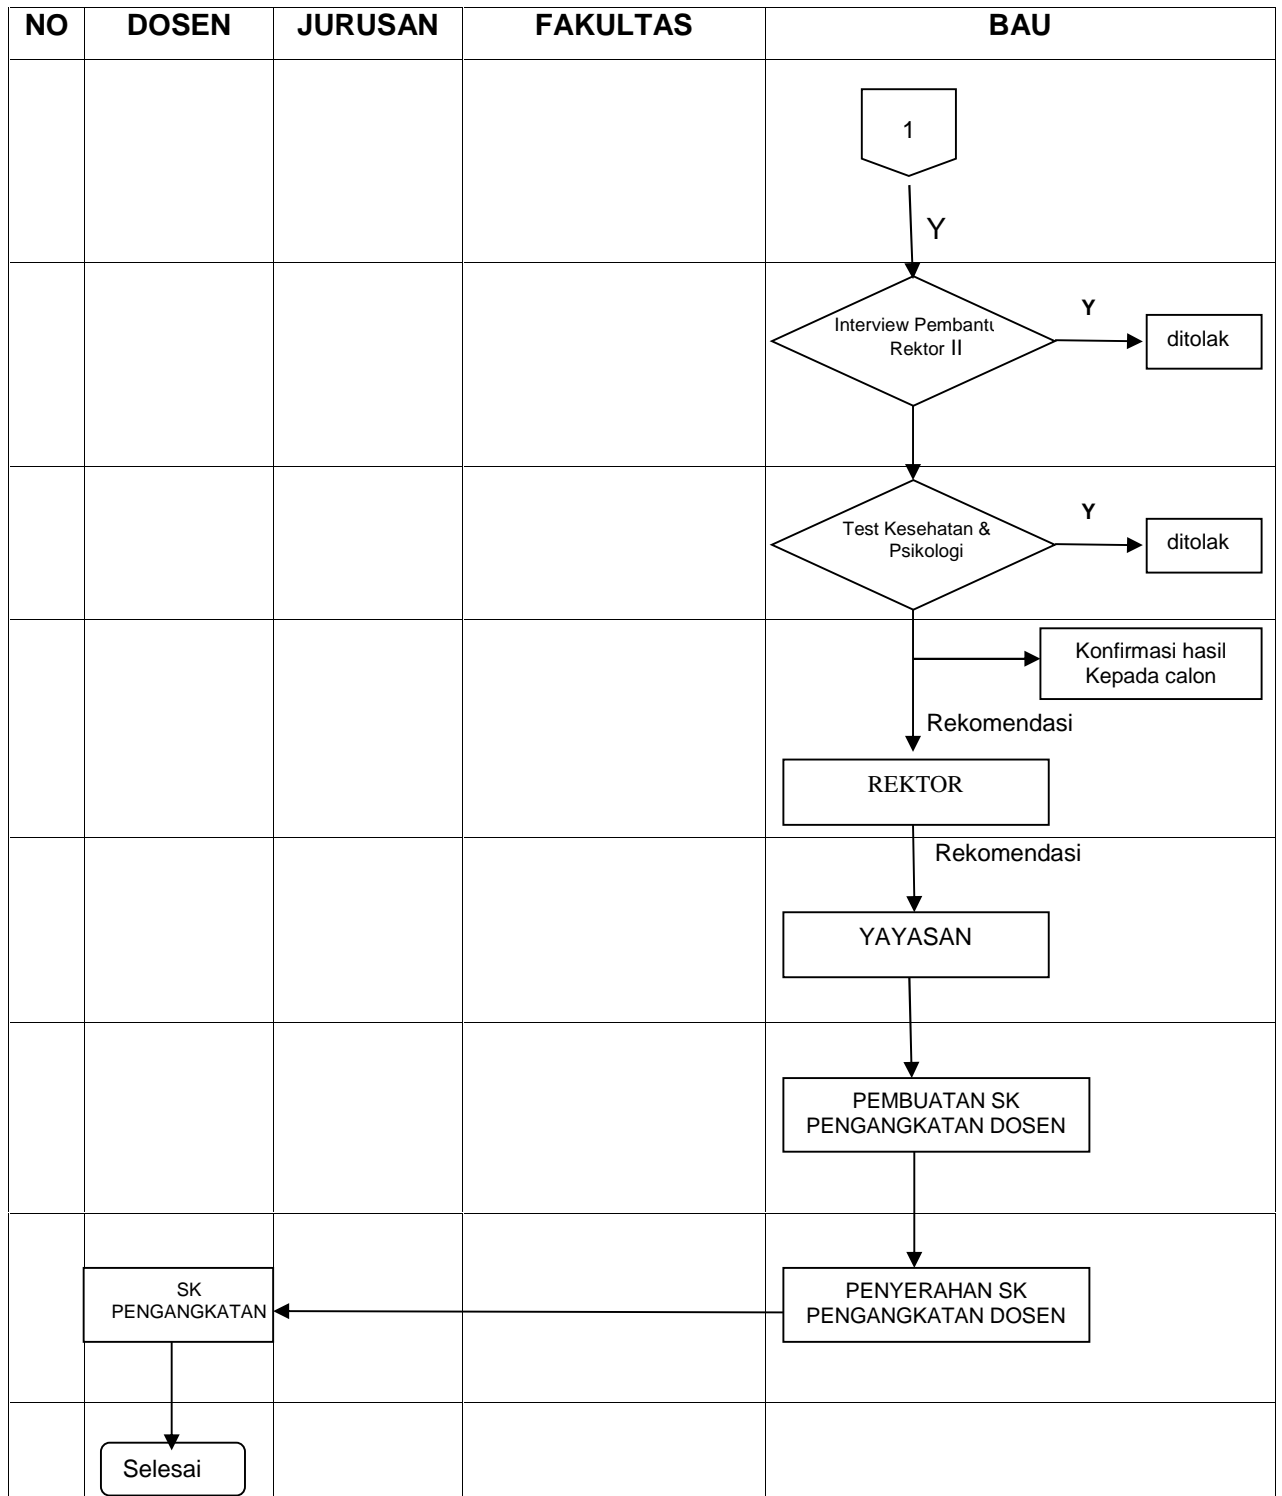 NO DOSEN JURUSAN FAKULTAS BAU
1
Y
Interview Pembantu
Rektor II
Y
ditolak
Test Kesehatan &
Psikologi
Y
ditolak
Konfirmasi hasil
Kepada calon
Rekomendasi
REKTOR
Rekomendasi
YAYASAN
PEMBUATAN SK
PENGANGKATAN DOSEN
SK
PENGANGKATAN
PENYERAHAN SK
PENGANGKATAN DOSEN
Selesai